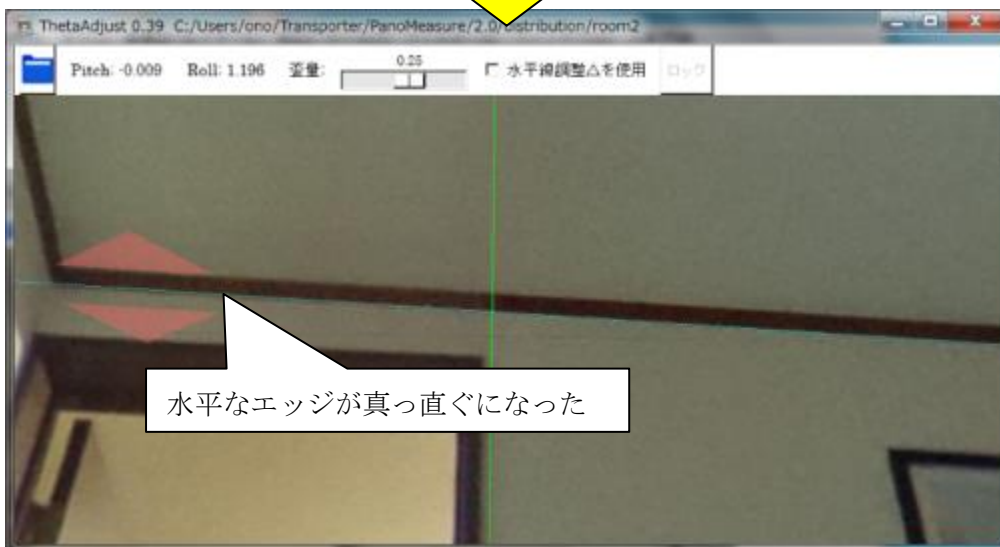 ThetaAdjust 0.39 C:/Users/ono/Transporter/PanoMeasure/2.0/distribution/room2
Pitch: -0.009 Roll: 1.196 歪量: 0.25 水平線調整△を使用 ロック
水平なエッジが真っ直ぐになった